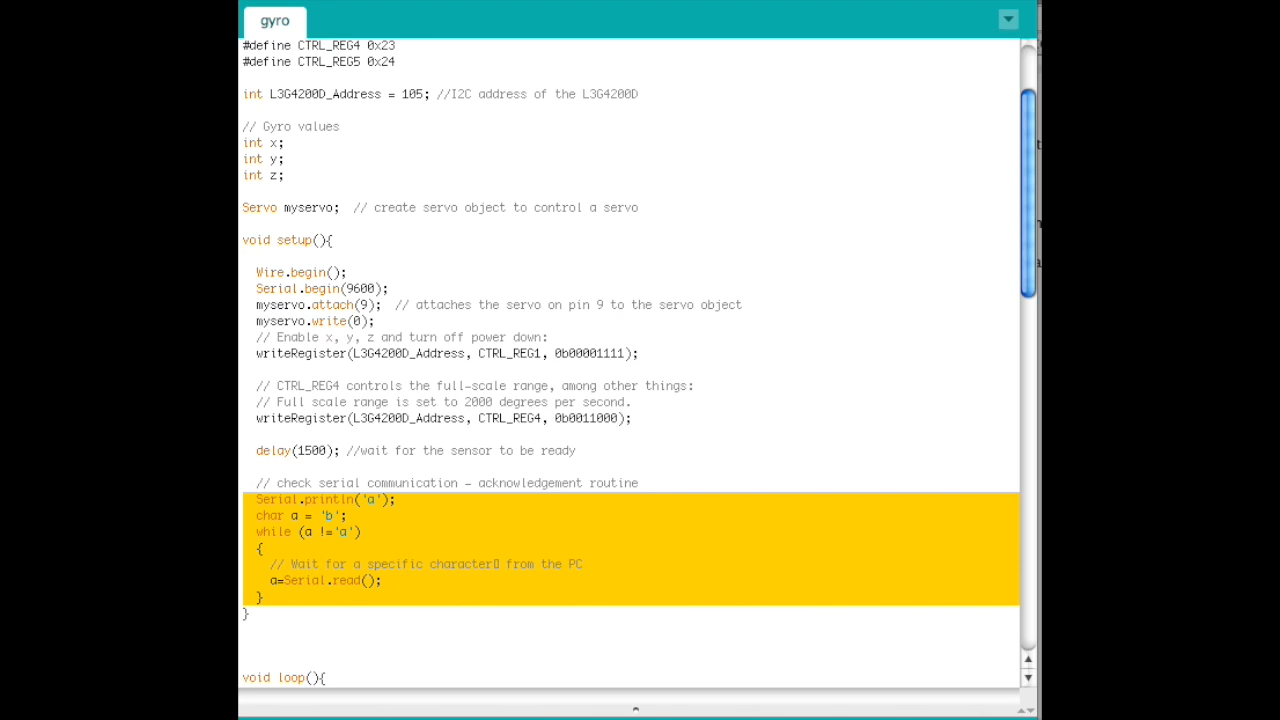 gyro
#define CTRL_REG4 0x23
#define CTRL_REG5 0x24
int L3G4200D_Address = 105; //I2C address of the L3G4200D
// Gyro values
int x;
int y;
int z;
Servo myservo;  // create servo object to control a servo
void setup(){
Wire.begin();
Serial.begin(9600);
myservo.attach(9);  // attaches the servo on pin 9 to the servo object
myservo.write(0);
// Enable x, y, z and turn off power down:
writeRegister(L3G4200D_Address, CTRL_REG1, 0b00001111);
// CTRL_REG4 controls the full-scale range, among other things:
// Full scale range is set to 2000 degrees per second.
writeRegister(L3G4200D_Address, CTRL_REG4, 0b0011000);
delay(1500); //wait for the sensor to be ready
// check serial communication - acknowledgement routine
Serial.println('a');
char a = 'b';
while (a !='a')
{
// Wait for a specific character▯ from the PC
a=Serial.read();
}
}
void loop(){